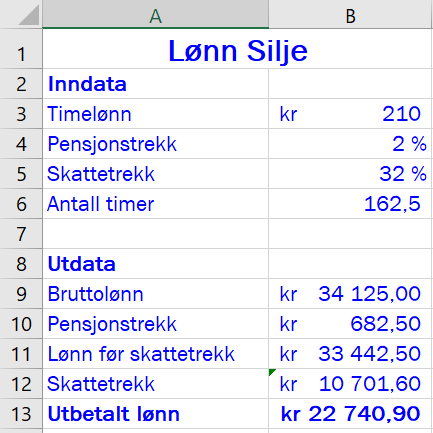 A B
1 Lønn Silje
2 Inndata
3 Timelønn kr 210
4 Pensjonstrekk 2 %
5 Skattetrekk 32 %
6 Antall timer 162,5
7
8 Utdata
9 Bruttolønn kr 34 125,00
10 Pensjonstrekk kr 682,50
11 Lønn før skattetrekk kr 33 442,50
12 Skattetrekk kr 10 701,60
13 Utbetalt lønn kr 22 740,90